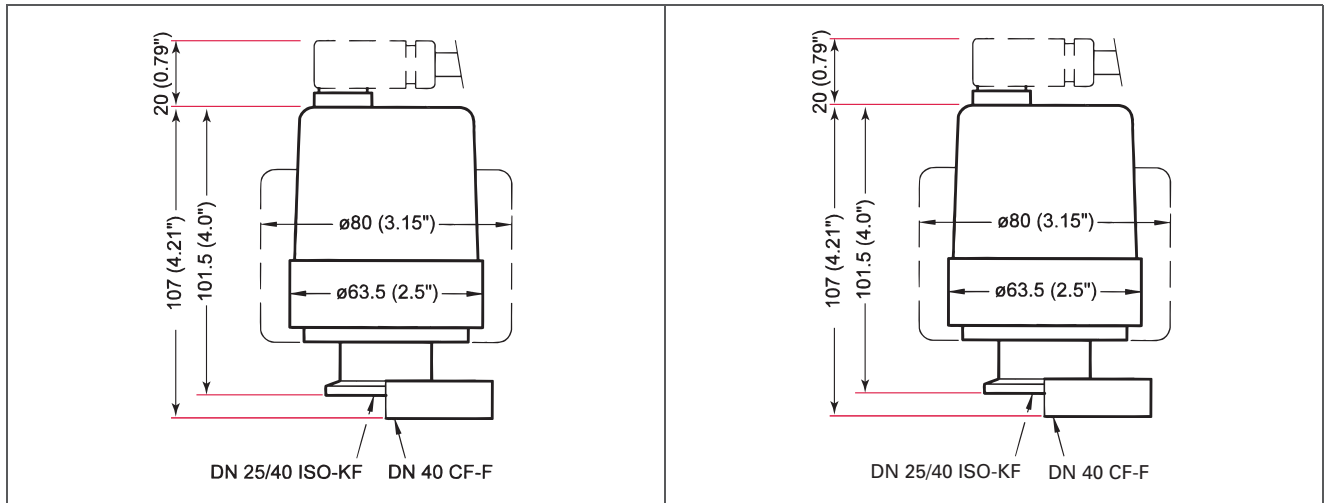 20 (0.79")
107 (4.21")
101.5 (4.0")
ø80 (3.15")
ø63.5 (2.5")
DN 25/40 ISO-KF
DN 40 CF-F
20 (0.79")
107 (4.21")
101.5 (4.0")
ø80 (3.15")
ø63.5 (2.5")
DN 25/40 ISO-KF
DN 40 CF-F